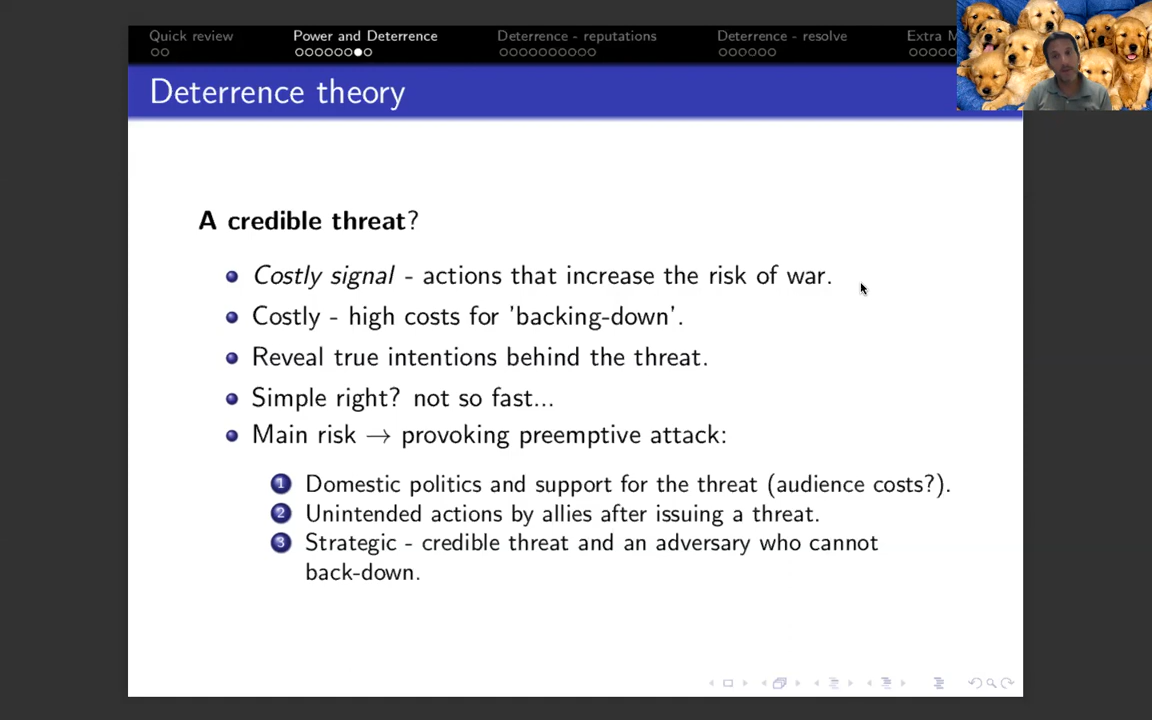 Quick review
Power and Deterrence
Deterrence - reputations
Deterrence - resolve
Extra M
Deterrence theory
A credible threat?
Costly signal - actions that increase the risk of war.
Costly - high costs for 'backing-down'.
Reveal true intentions behind the threat.
Simple right? not so fast...
Main risk → provoking preemptive attack:
1 Domestic politics and support for the threat (audience costs?).
2 Unintended actions by allies after issuing a threat.
3 Strategic - credible threat and an adversary who cannot
back-down.